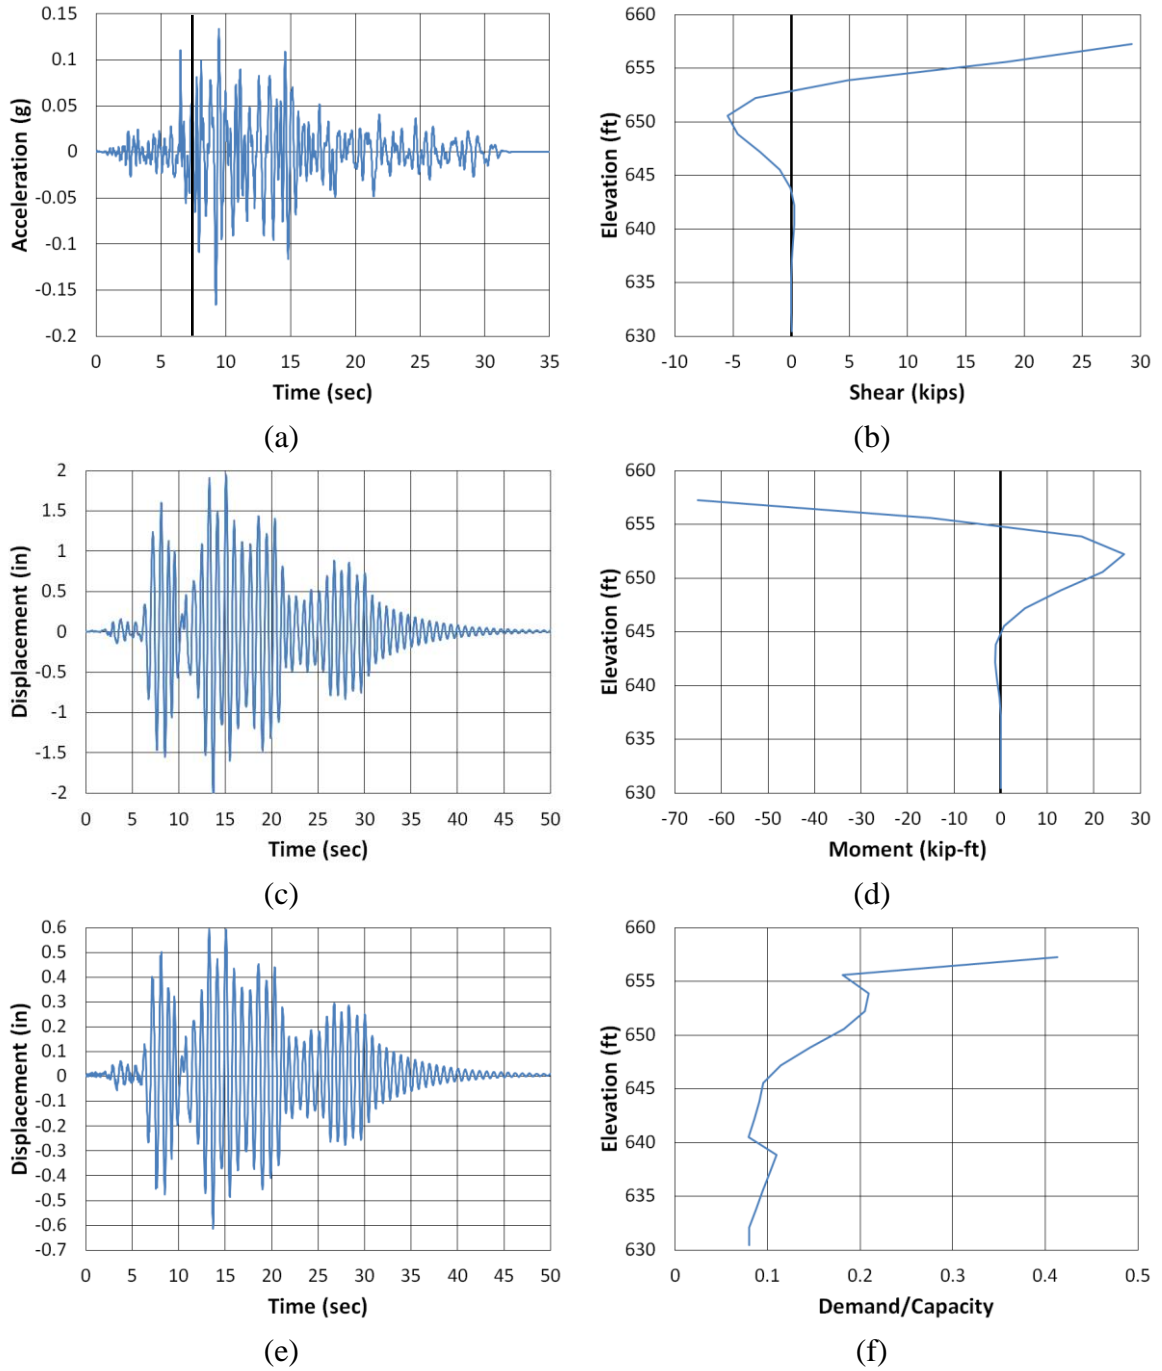 0.15
0.1
0.05
0
-0.05
-0.1
-0.15
-0.2
Acceleration (g)
0 5 10 15 20 25 30 35
Time (sec)
(a)
660
655
650
645
640
635
630
Elevation (ft)
-10 -5 0 5 10 15 20 25 30
Shear (kips)
(b)
2
1.5
1
0.5
0
-0.5
-1
-1.5
-2
Displacement (in)
0 5 10 15 20 25 30 35 40 45 50
Time (sec)
(c)
660
655
650
645
640
635
630
Elevation (ft)
-70 -60 -50 -40 -30 -20 -10 0 10 20 30
Moment (kip-ft)
(d)
0.6
0.5
0.4
0.3
0.2
0.1
0
-0.1
-0.2
-0.3
-0.4
-0.5
-0.6
-0.7
Displacement (in)
0 5 10 15 20 25 30 35 40 45 50
Time (sec)
(e)
660
655
650
645
640
635
630
Elevation (ft)
0 0.1 0.2 0.3 0.4 0.5
Demand/Capacity
(f)